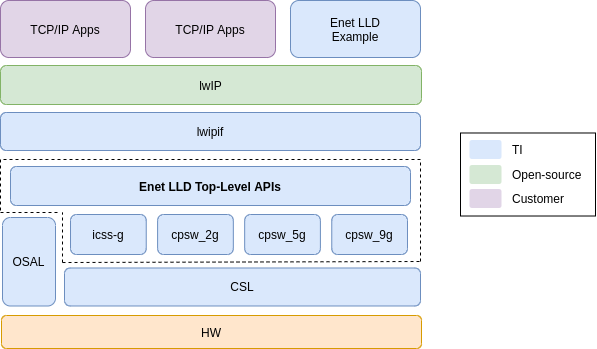 TCP/IP Apps
TCP/IP Apps
Enet LLD
Example
lwIP
lwipif
Enet LLD Top-Level APIs
icss-g
cpsw_2g
cpsw_5g
cpsw_9g
OSAL
CSL
HW
TI
Open-source
Customer